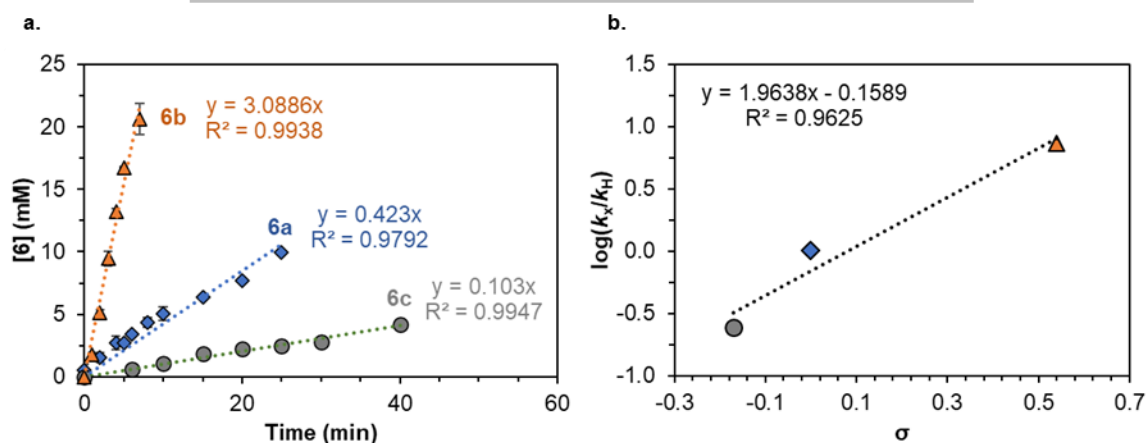 a.
25
20
15
10
5
0
[6] (mM)
6b
y = 3.0886x
R² = 0.9938
6a
y = 0.423x
R² = 0.9792
6c
y = 0.103x
R² = 0.9947
0 20 40 60
Time (min)
b.
1.5
1.0
0.5
0.0
-0.5
-1.0
log(kx/kH)
y = 1.9638x - 0.1589
R² = 0.9625
-0.3 -0.1 0.1 0.3 0.5 0.7
σ